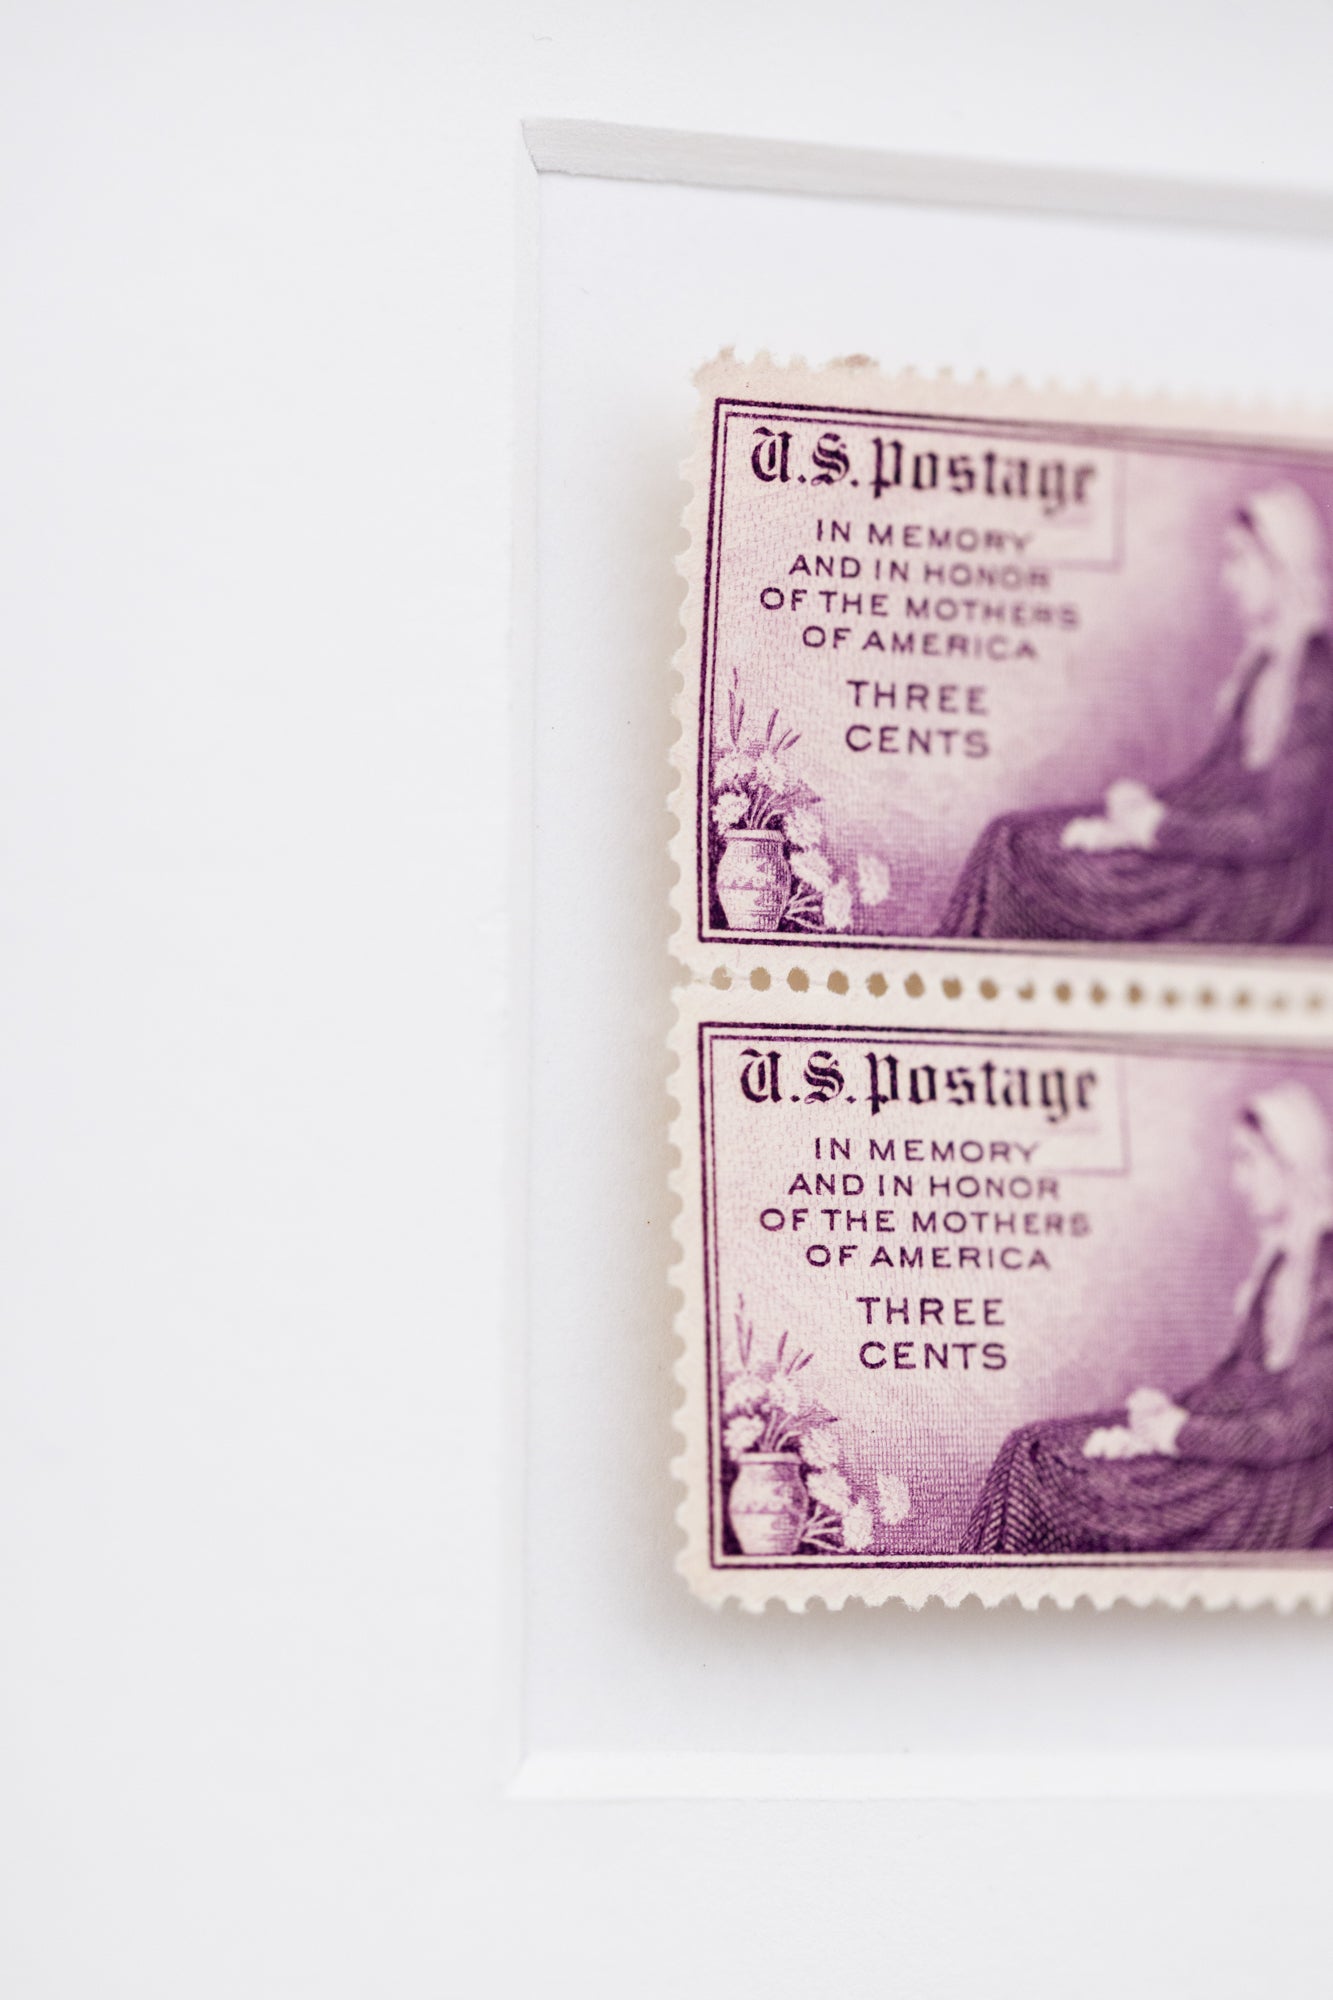 U.S. Postage
IN MEMORY
AND IN HONOR
OF THE MOTHERS
OF AMERICA
THREE
CENTS
U.S. Postage
IN MEMORY
AND IN HONOR
OF THE MOTHERS
OF AMERICA
THREE
CENTS